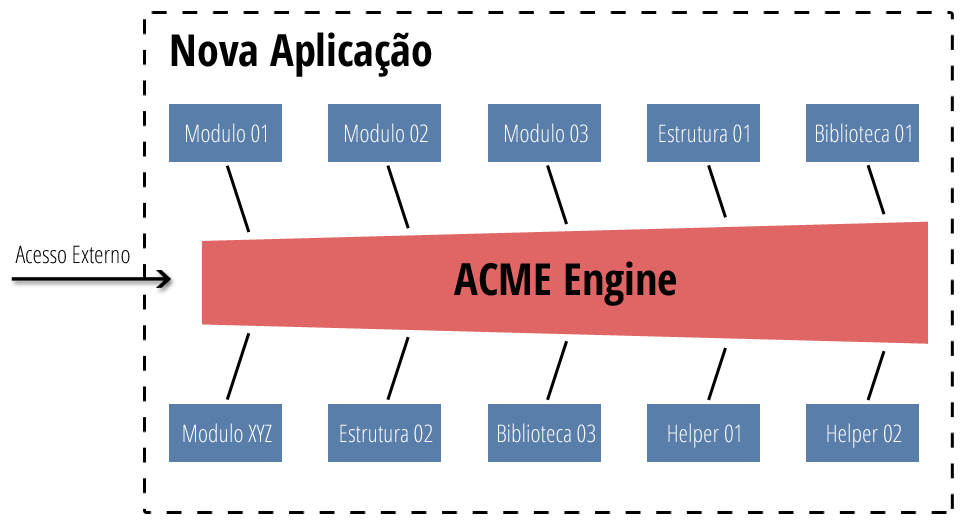 Nova Aplicação
Modulo 01
Modulo 02
Modulo 03
Estrutura 01
Biblioteca 01
Acesso Externo
ACME Engine
Modulo XYZ
Estrutura 02
Biblioteca 03
Helper 01
Helper 02